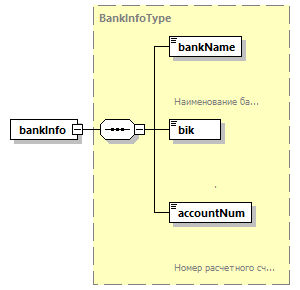 BankInfoType
bankName
Наименование ба...
bankInfo
bik
.
accountNum
Номер расчетного сч...